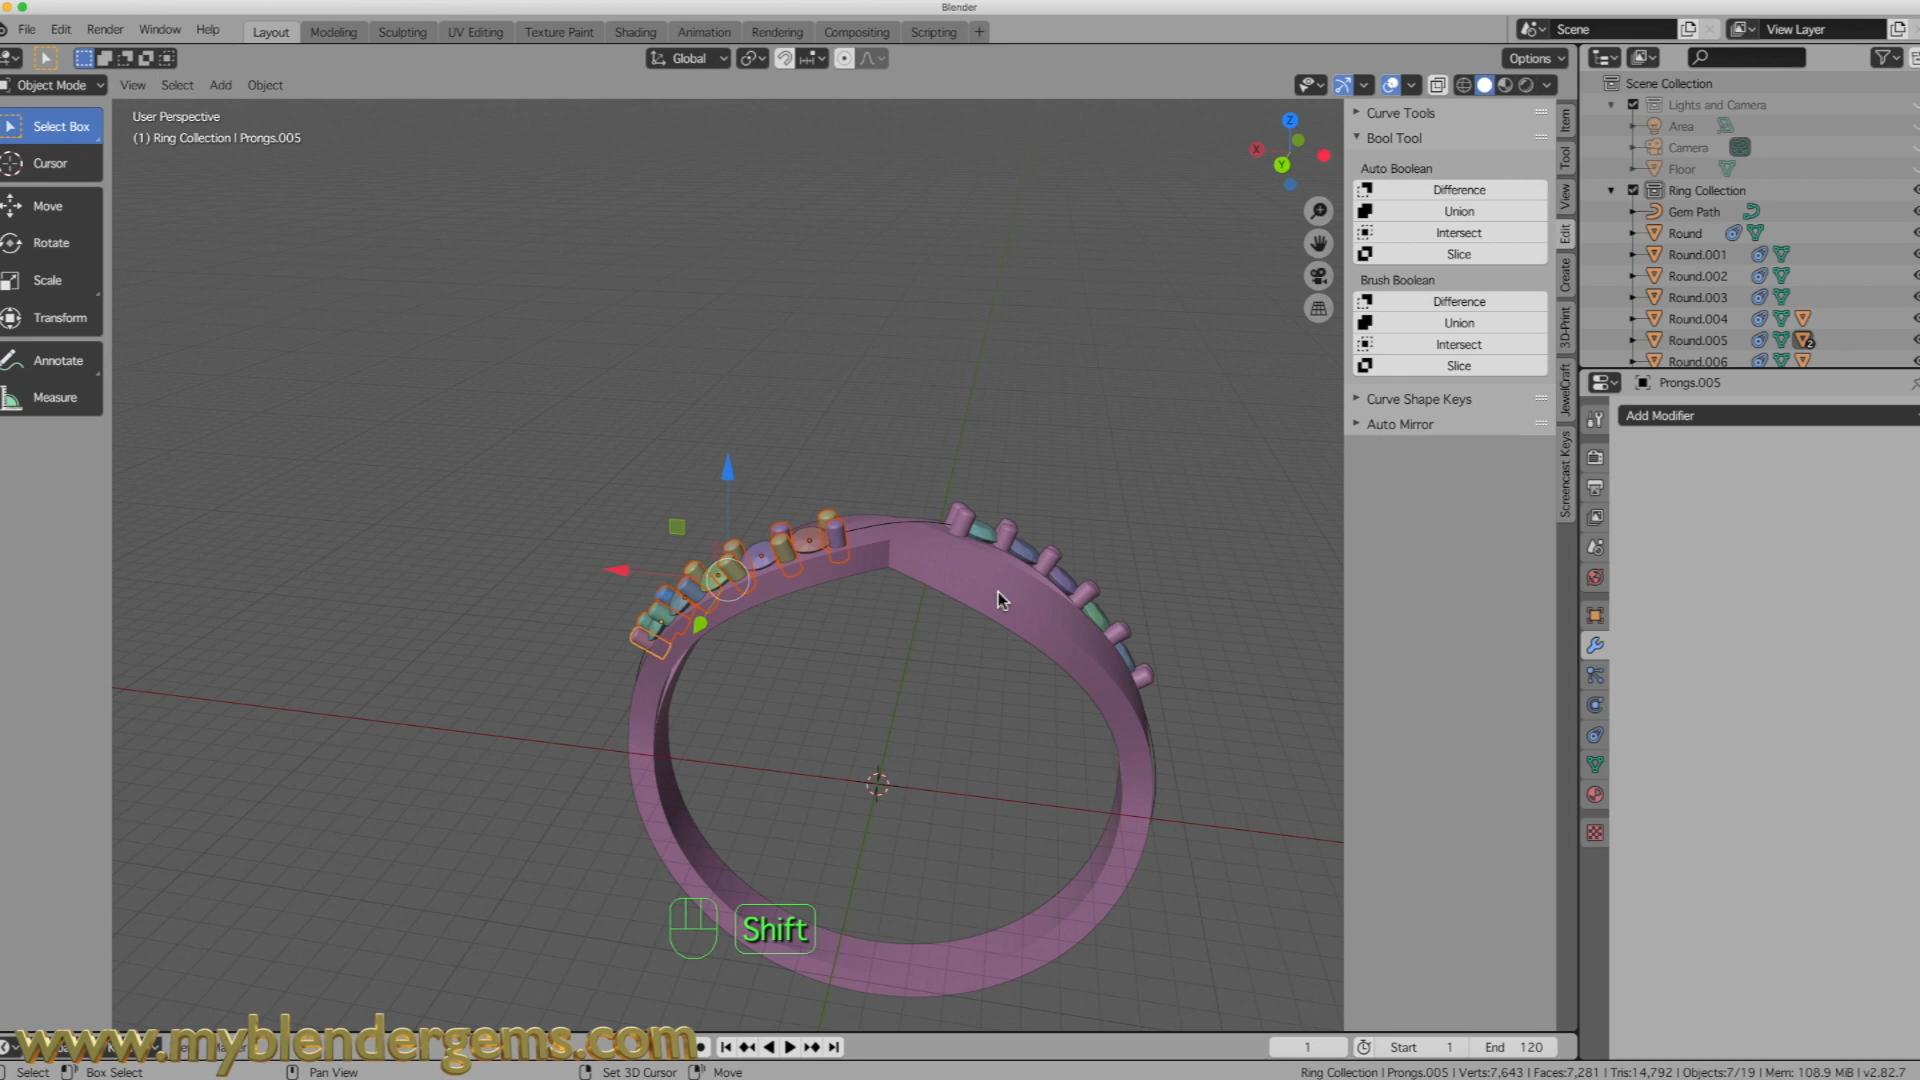 Blender
File Edit Render Window Help Layout Modeling Sculpting UV Editing Texture Paint Shading Animation Rendering Compositing Scripting + Scene View Layer
Global Options
Object Mode View Select Add Object
User Perspective
(1) Ring Collection | Prongs.005
Select Box
Cursor
Move
Rotate
Scale
Transform
Annotate
Measure
Z
X
Y
Curve Tools
Bool Tool
Auto Boolean
Difference
Union
Intersect
Slice
Brush Boolean
Difference
Union
Intersect
Slice
Curve Shape Keys
Auto Mirror
Item
Tool
View
Edit
Create
3D-Print
JewelCraft
Screencast Keys
Scene Collection
Lights and Camera
Area
Camera
Floor
Ring Collection
Gem Path
Round
Round.001
Round.002
Round.003
Round.004
Round.005 2
Round.006
Prongs.005
Add Modifier
Shift
www.myblendergems.com
1 Start 1 End 120
Select Box Select Pan View Set 3D Cursor Move Ring Collection | Prongs.005 | Verts:7,643 | Faces:7,281 | Tris:14,792 | Objects:7/19 | Mem: 108.9 MiB | v2.82.7